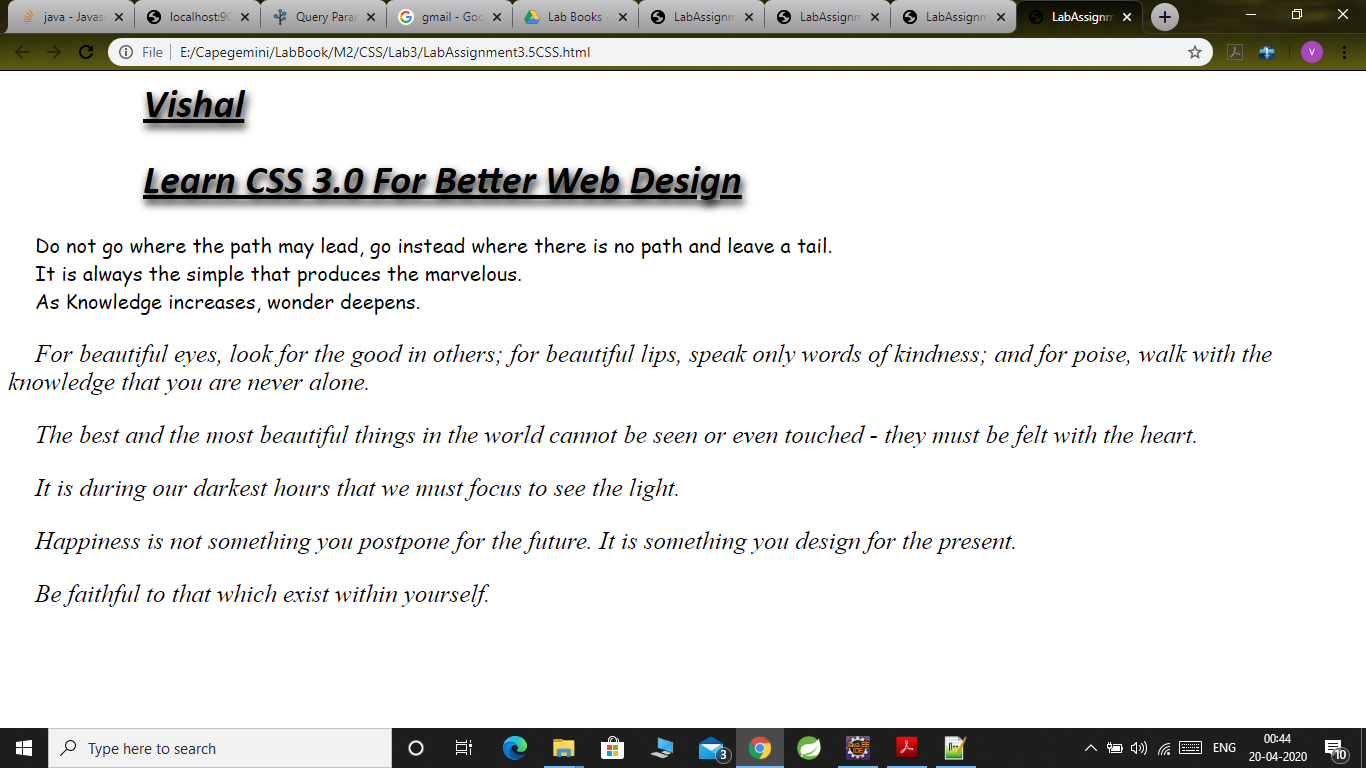 java - Javas
localhost:90
Query Parar
gmail - Goo
Lab Books -
LabAssignm
LabAssignm
LabAssignm
LabAssignm
File
E:/Capegemini/LabBook/M2/CSS/Lab3/LabAssignment3.5CSS.html
V
Vishal
Learn CSS 3.0 For Better Web Design
Do not go where the path may lead, go instead where there is no path and leave a tail.
It is always the simple that produces the marvelous.
As Knowledge increases, wonder deepens.
For beautiful eyes, look for the good in others; for beautiful lips, speak only words of kindness; and for poise, walk with the
knowledge that you are never alone.
The best and the most beautiful things in the world cannot be seen or even touched - they must be felt with the heart.
It is during our darkest hours that we must focus to see the light.
Happiness is not something you postpone for the future. It is something you design for the present.
Be faithful to that which exist within yourself.
Type here to search
3
ENG
00:44
20-04-2020
10